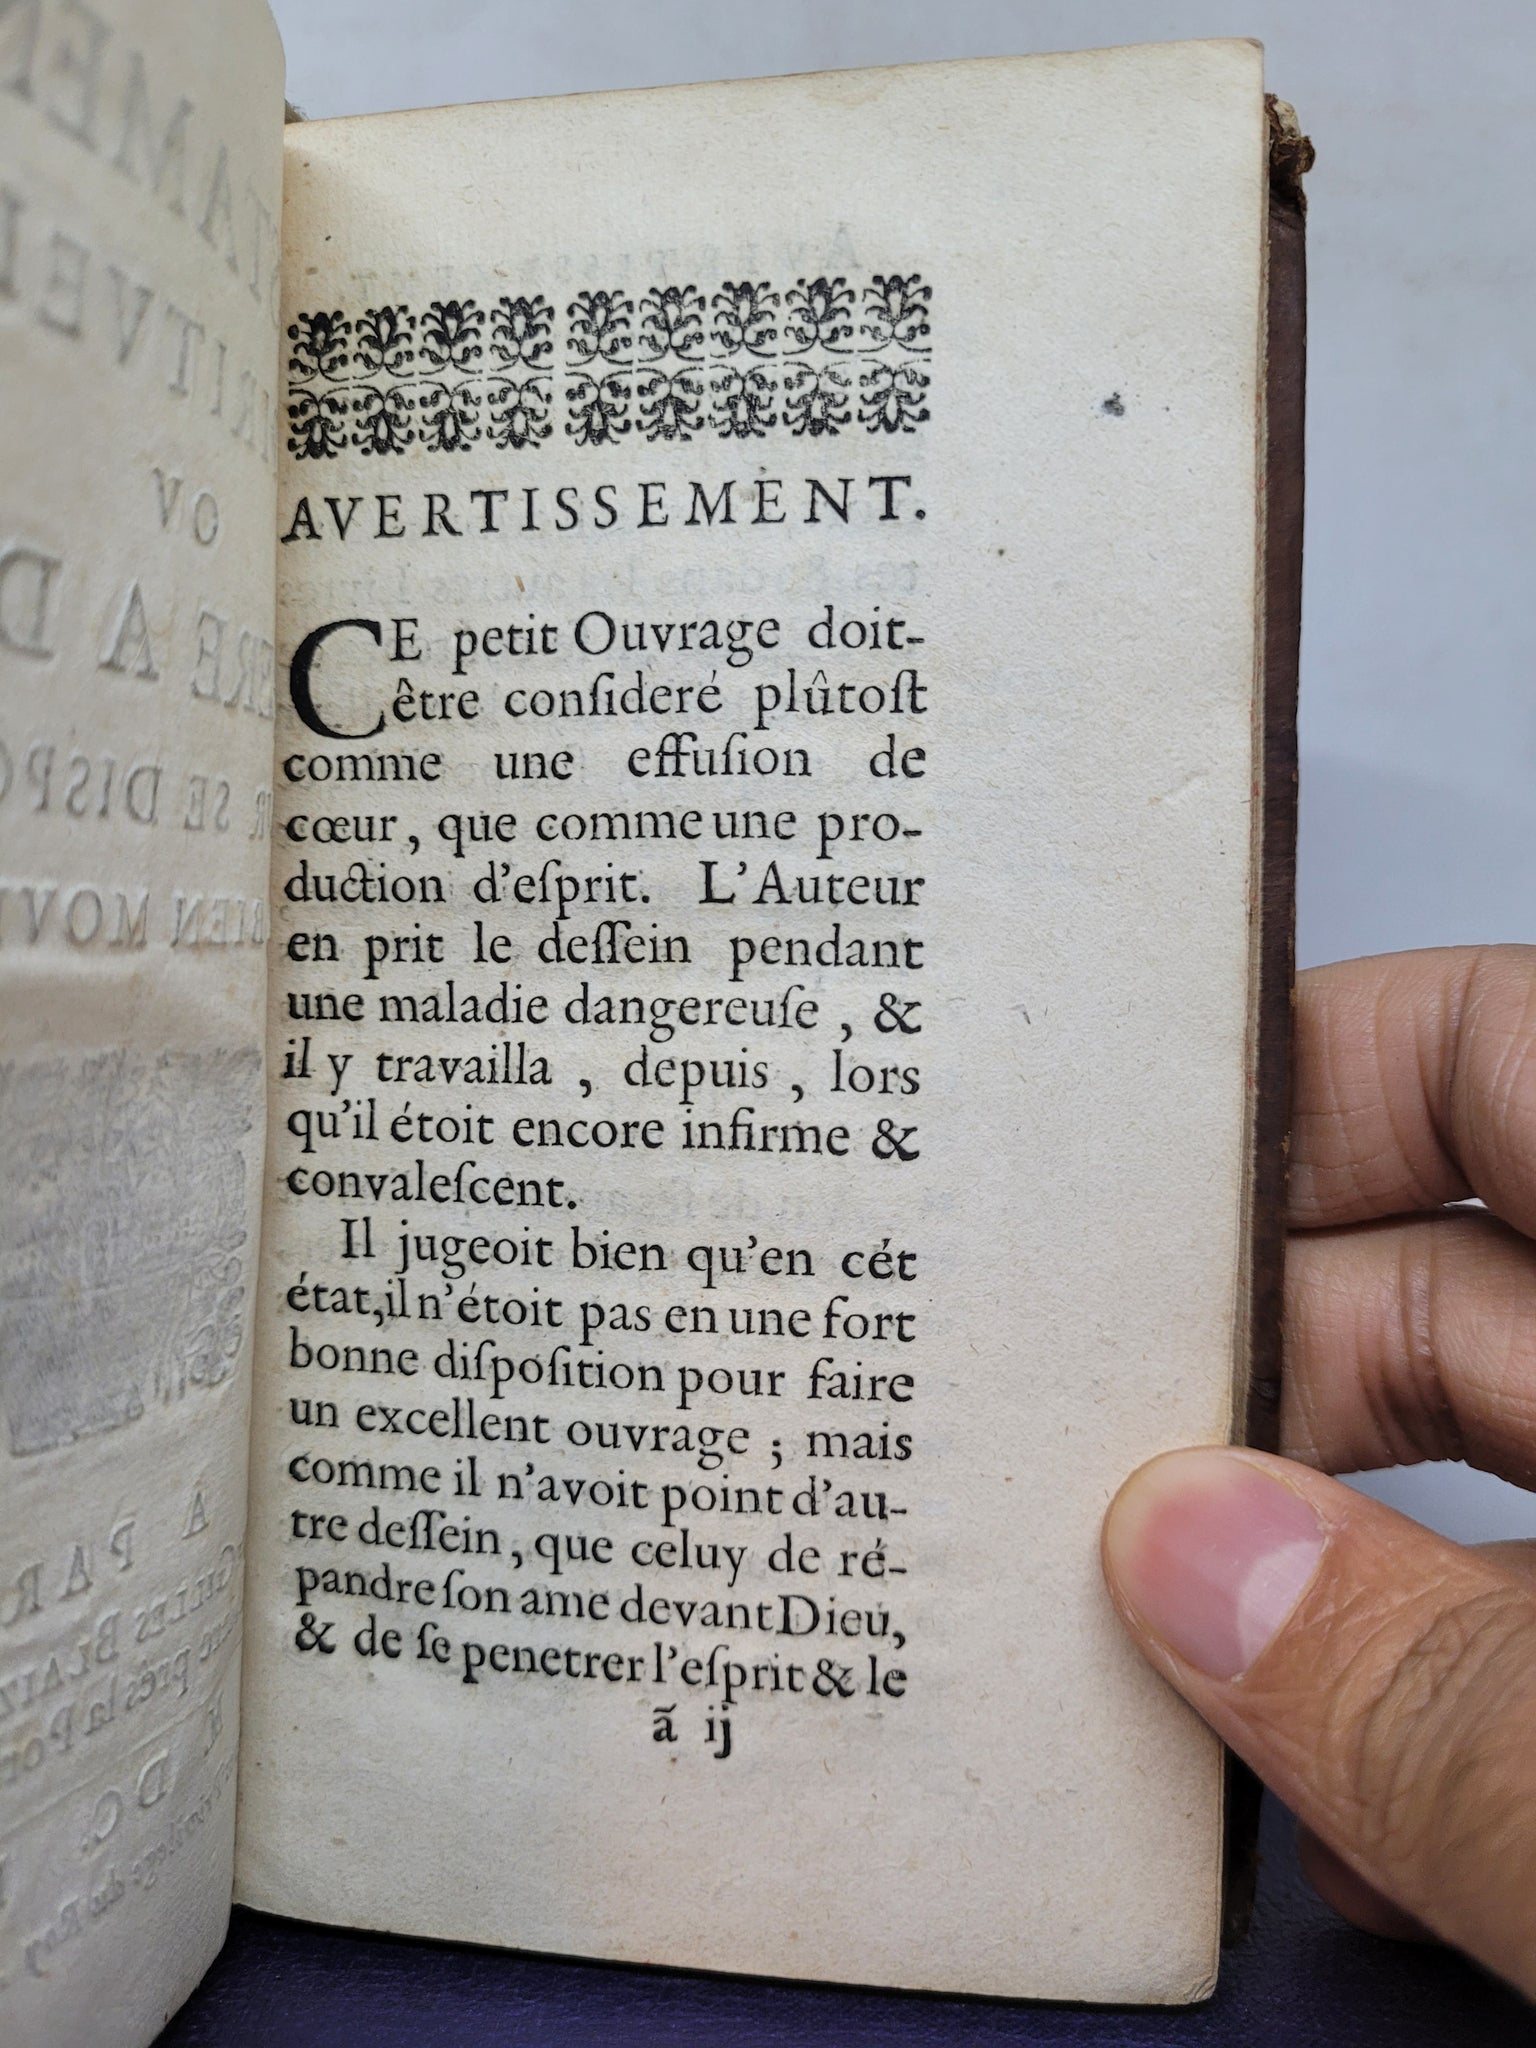 AVERTISSEMENT.
CE petit Ouvrage doit-
être conſideré plûtoſt
comme une effuſion de
cœur, que comme une pro-
duction d'eſprit. L'Auteur
en prit le deſſein pendant
une maladie dangereuſe, &
il y travailla, depuis, lors
qu'il étoit encore infirme &
convaleſcent.
Il jugeoit bien qu'en cét
état, il n'étoit pas en une fort
bonne diſpoſition pour faire
un excellent ouvrage; mais
comme il n'avoit point d'au-
tre deſſein, que celuy de ré-
pandre ſon ame devant Dieu,
& de ſe penetrer l'eſprit & le
ã ij